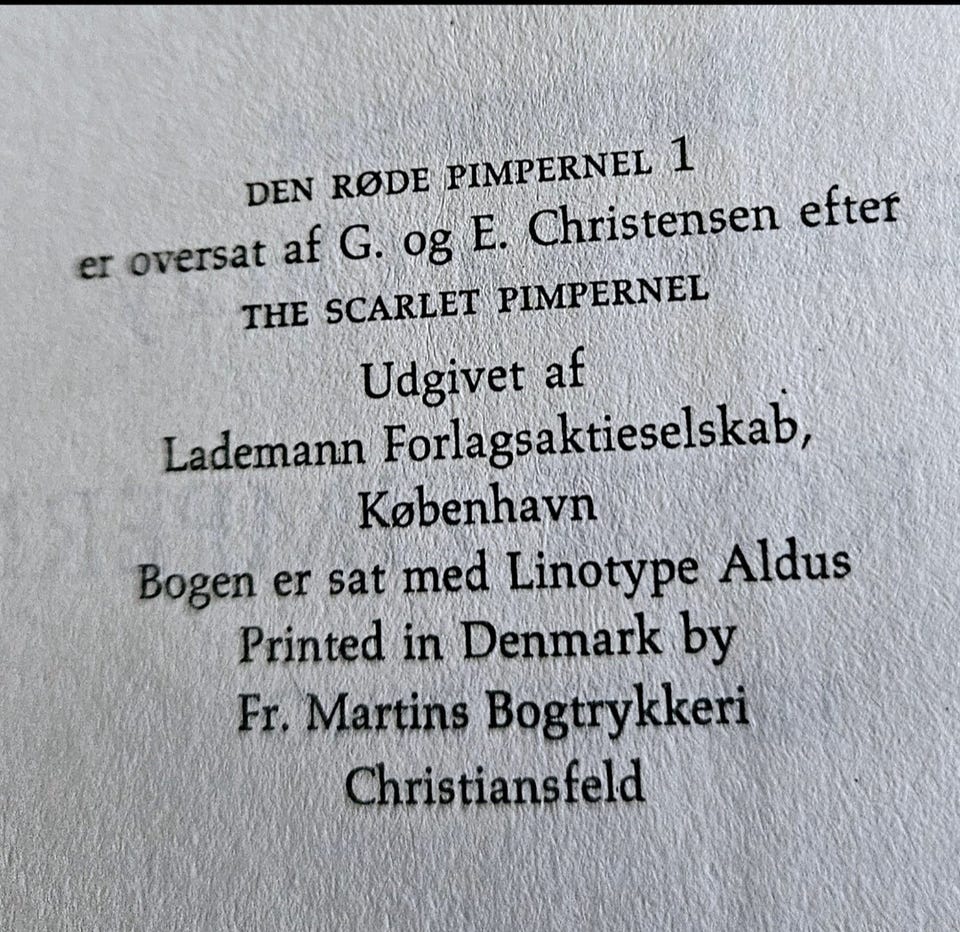 DEN RØDE PIMPERNEL 1
er oversat af G. og E. Christensen efter
THE SCARLET PIMPERNEL
Udgivet af
Lademann Forlagsaktieselskab,
København
Bogen er sat med Linotype Aldus
Printed in Denmark by
Fr. Martins Bogtrykkeri
Christiansfeld